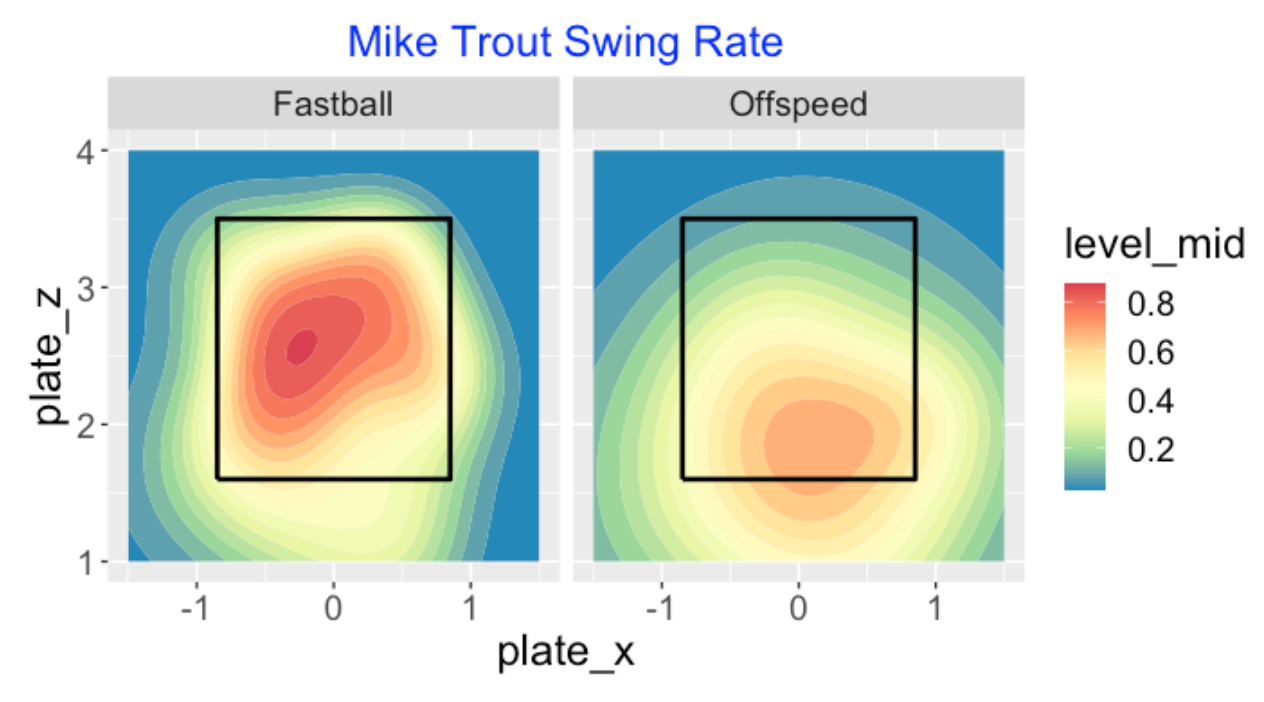 Mike Trout Swing Rate
Fastball
Offspeed
4
3
2
1
plate_z
-1
0
1
-1
0
1
plate_x
level_mid
0.8
0.6
0.4
0.2